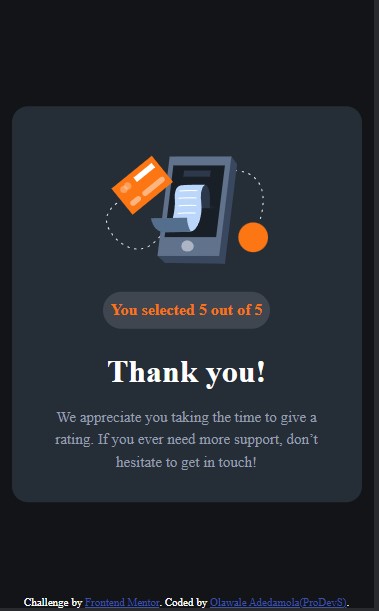 You selected 5 out of 5
Thank you!
We appreciate you taking the time to give a
rating. If you ever need more support, don’t
hesitate to get in touch!
Challenge by Frontend Mentor. Coded by Olawale Adedamola(ProDevS).